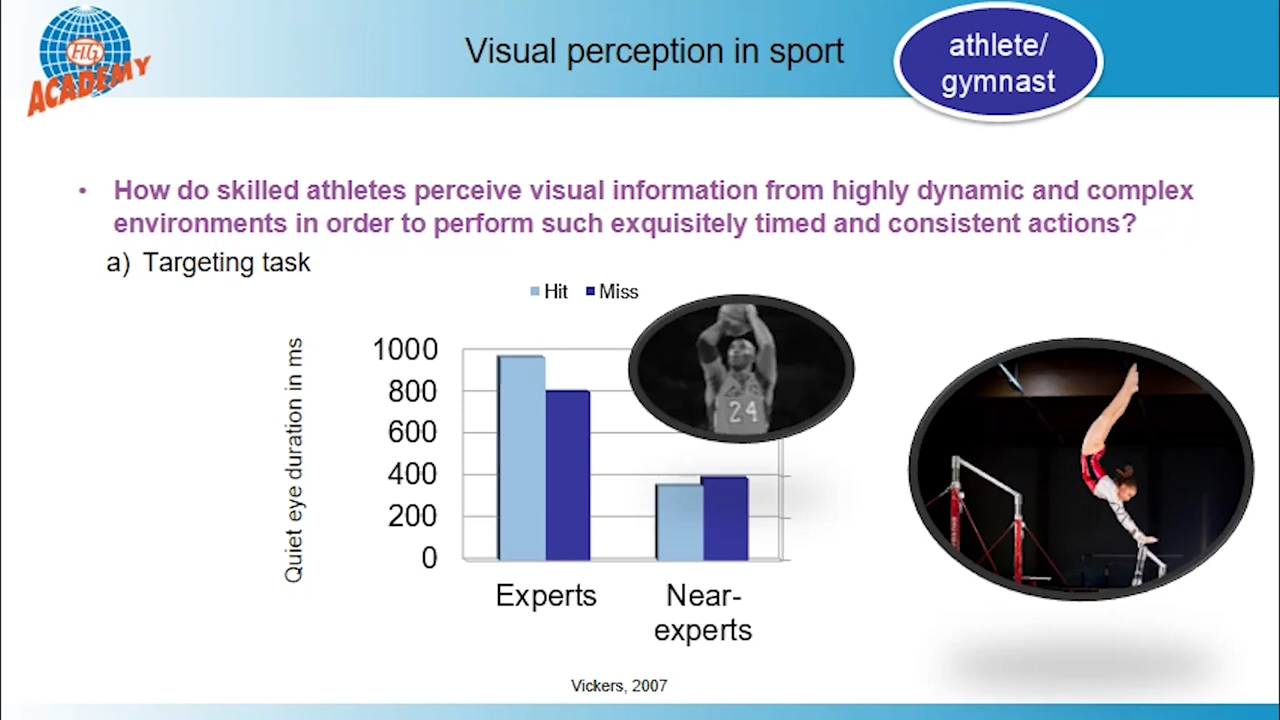 FIG
ACADEMY
Visual perception in sport
athlete/
gymnast
• How do skilled athletes perceive visual information from highly dynamic and complex
environments in order to perform such exquisitely timed and consistent actions?
a) Targeting task
Hit Miss
Quiet eye duration in ms
1000
800
600
400
200
0
24
Experts
Near-
experts
Vickers, 2007